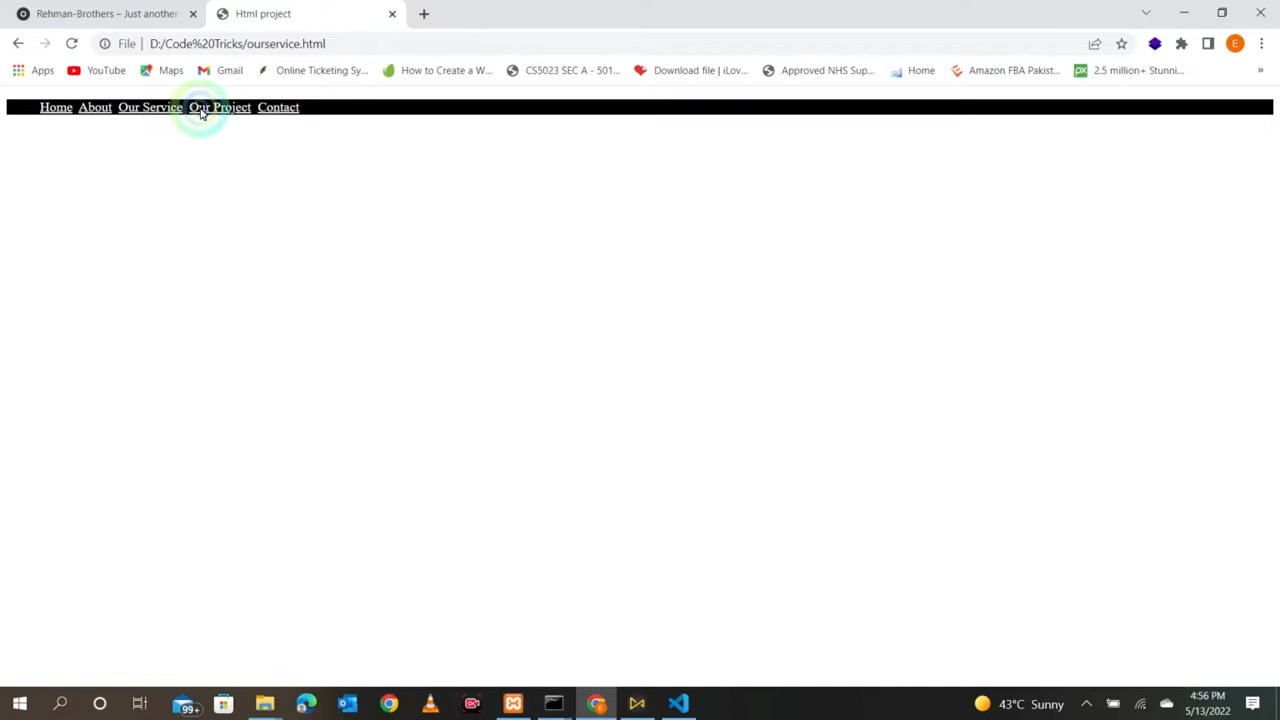 Rehman-Brothers – Just another
Html project
File
D:/Code%20Tricks/ourservice.html
E
Apps
YouTube
Maps
Gmail
Online Ticketing Sy...
How to Create a W...
CS5023 SEC A - 501...
Download file | iLov...
Approved NHS Sup...
Home
Amazon FBA Pakist...
px
2.5 million+ Stunni...
»
Home About Our Service Our Project Contact
99+
43°C Sunny
4:56 PM
5/13/2022